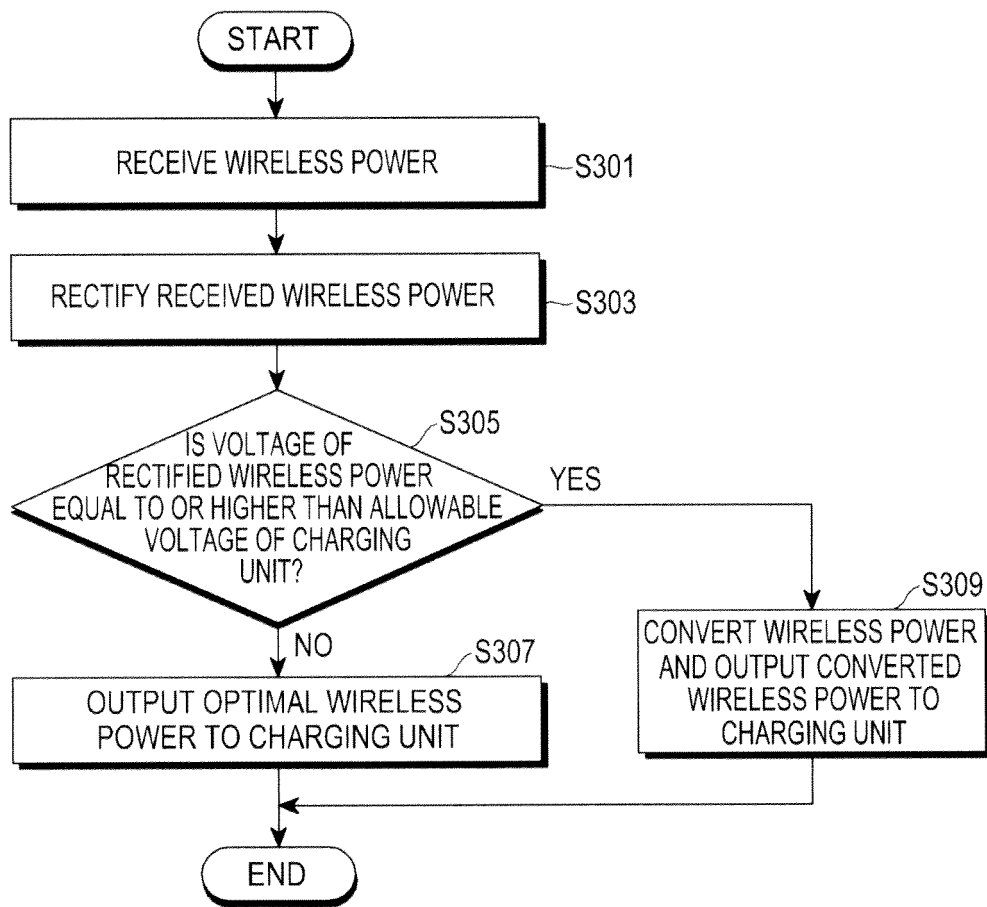 START
RECEIVE WIRELESS POWER
S301
RECTIFY RECEIVED WIRELESS POWER
S303
S305
IS VOLTAGE OF
RECTIFIED WIRELESS POWER
EQUAL TO OR HIGHER THAN ALLOWABLE
VOLTAGE OF CHARGING
UNIT?
YES
NO
S307
OUTPUT OPTIMAL WIRELESS
POWER TO CHARGING UNIT
S309
CONVERT WIRELESS POWER
AND OUTPUT CONVERTED
WIRELESS POWER TO
CHARGING UNIT
END